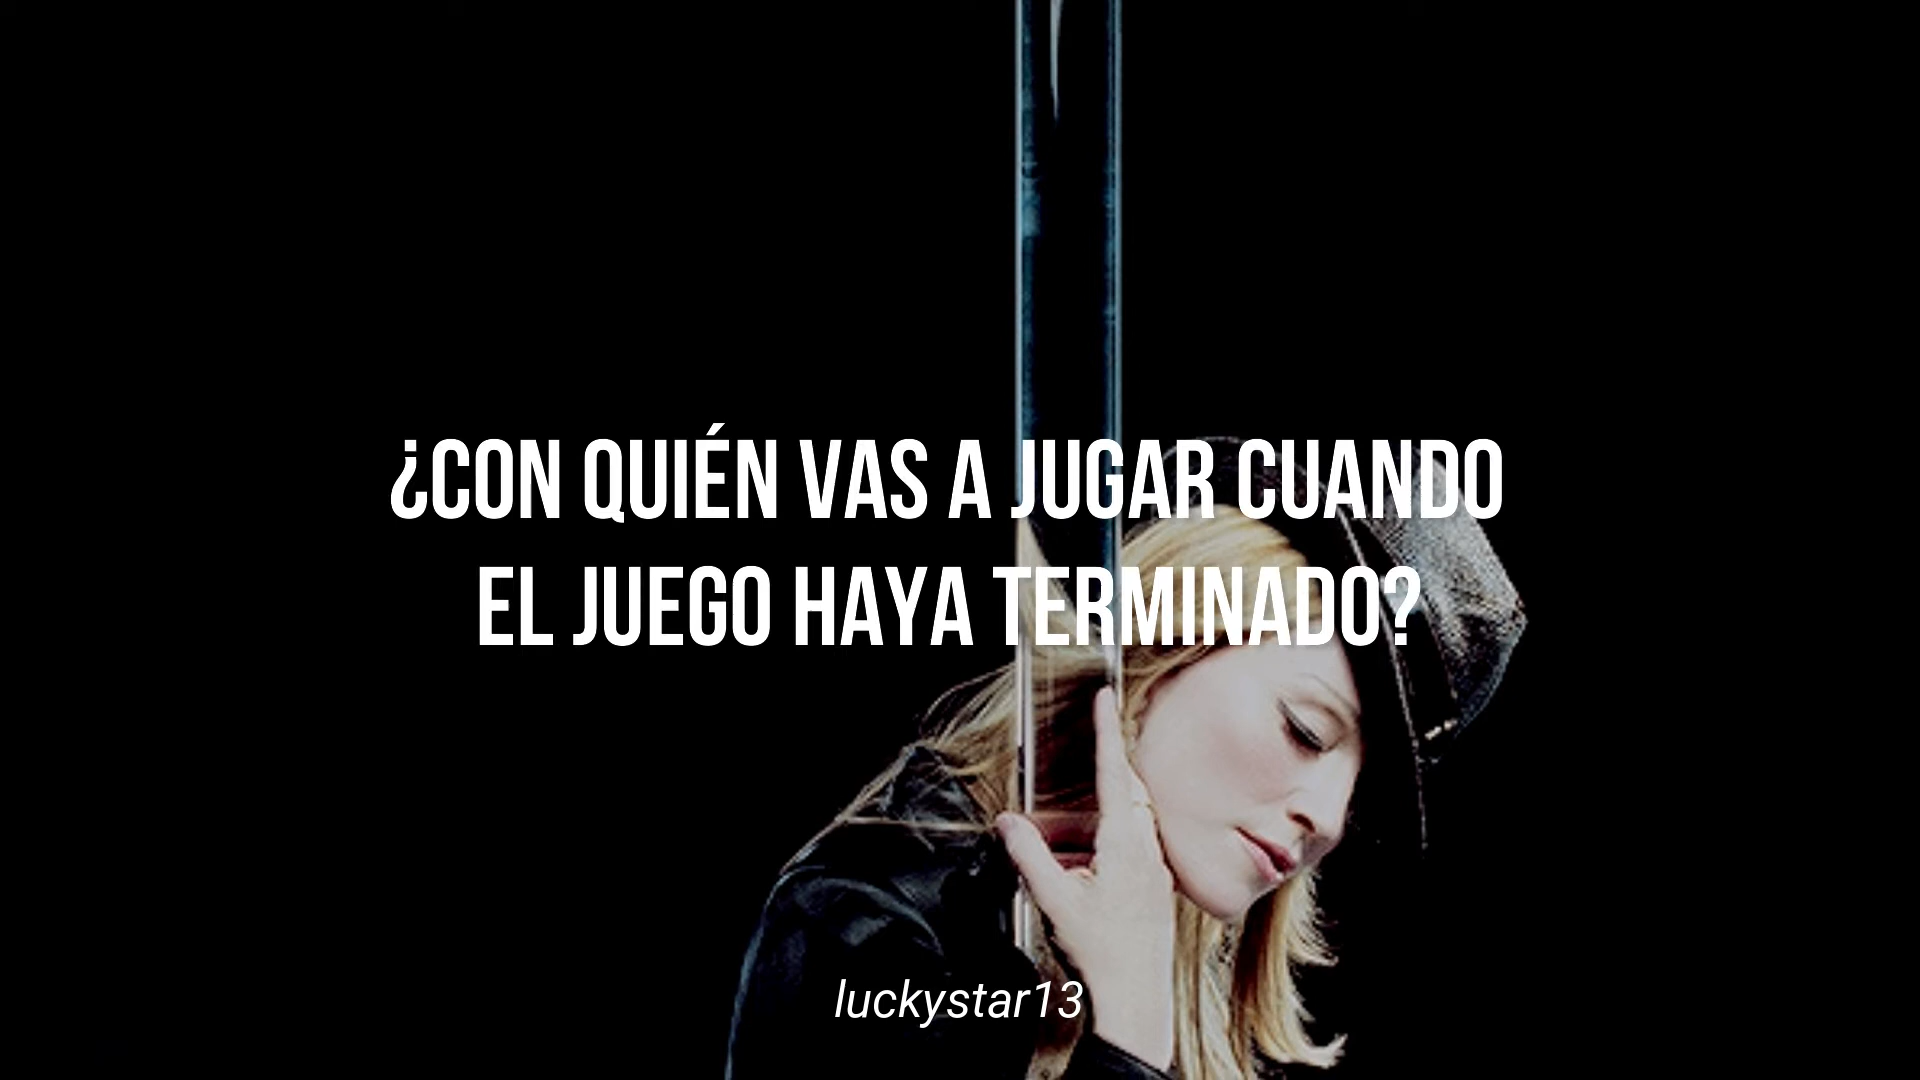 ¿CON QUIÉN VAS A JUGAR CUANDO
EL JUEGO HAYA TERMINADO?
luckystar13